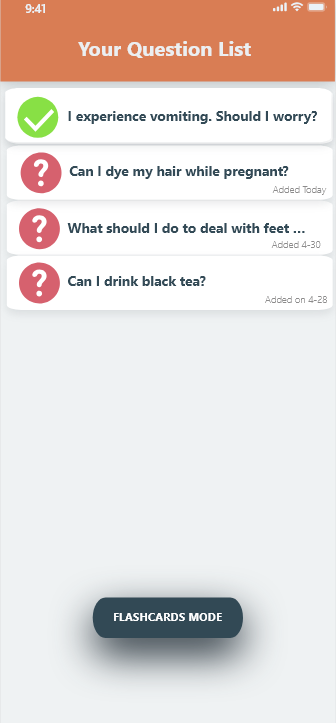 9:41
Your Question List
I experience vomiting. Should I worry?
Can I dye my hair while pregnant?
Added Today
What should I do to deal with feet ...
Added 4-30
Can I drink black tea?
Added on 4-28
FLASHCARDS MODE